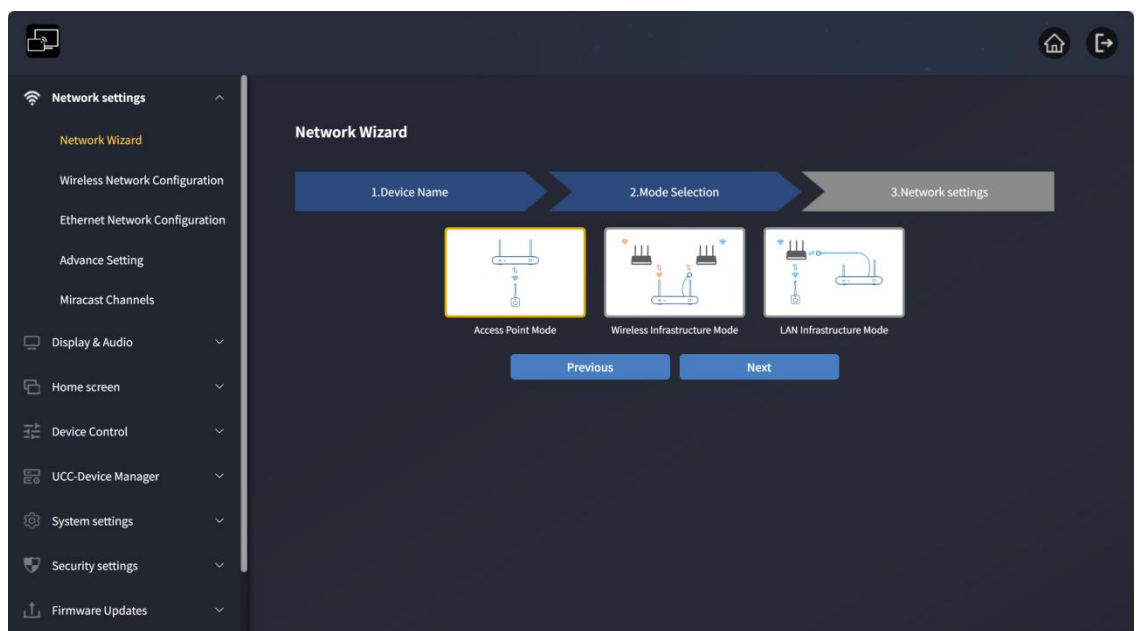 Network settings
Network Wizard
Wireless Network Configuration
Ethernet Network Configuration
Advance Setting
Miracast Channels
Display & Audio
Home screen
Device Control
UCC-Device Manager
System settings
Security settings
Firmware Updates
Network Wizard
1.Device Name
2.Mode Selection
3.Network settings
Access Point Mode
Wireless Infrastructure Mode
LAN Infrastructure Mode
Previous
Next